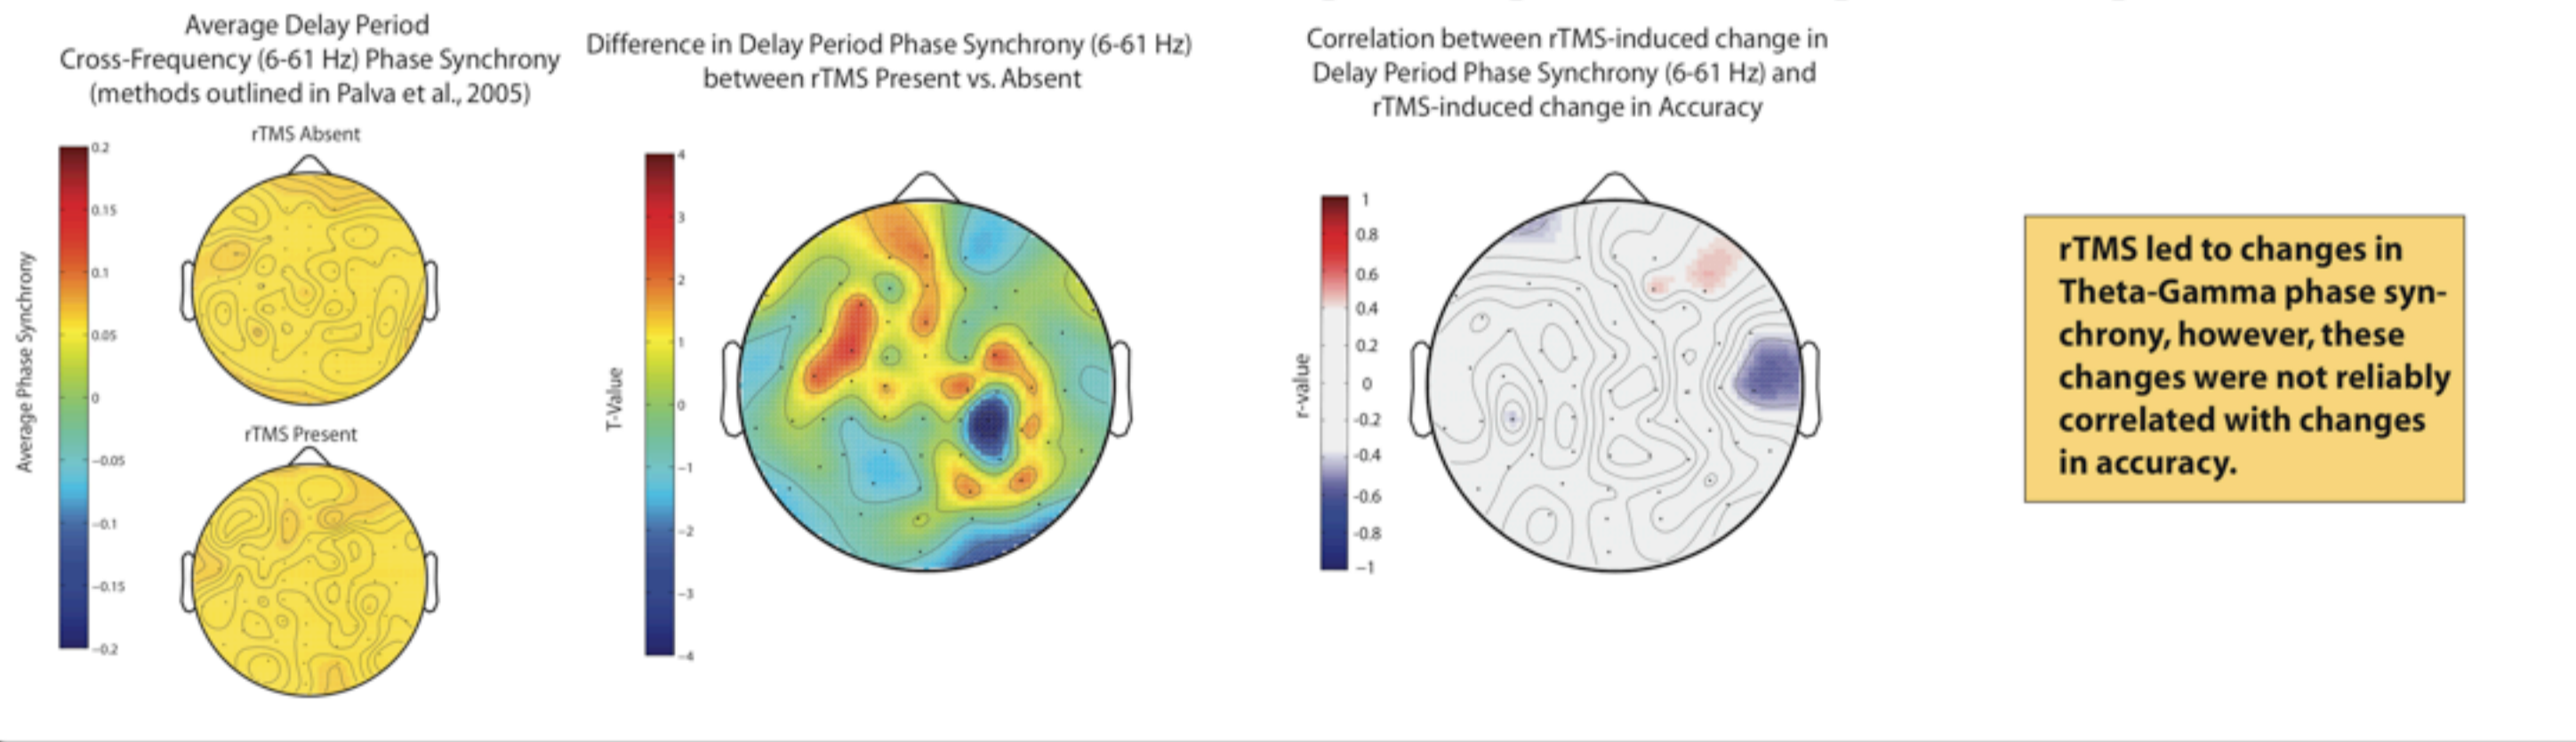 Average Delay Period
Cross-Frequency (6-61 Hz) Phase Synchrony
(methods outlined in Palva et al., 2005)
rTMS Absent
Average Phase Synchrony
0.2
0.15
0.1
0.05
0
−0.05
−0.1
−0.15
−0.2
rTMS Present
Difference in Delay Period Phase Synchrony (6-61 Hz)
between rTMS Present vs. Absent
T-Value
4
3
2
1
0
−1
−2
−3
−4
Correlation between rTMS-induced change in
Delay Period Phase Synchrony (6-61 Hz) and
rTMS-induced change in Accuracy
r-value
1
0.8
0.6
0.4
0.2
0
-0.2
-0.4
-0.6
-0.8
−1
rTMS led to changes in
Theta-Gamma phase syn-
chrony, however, these
changes were not reliably
correlated with changes
in accuracy.